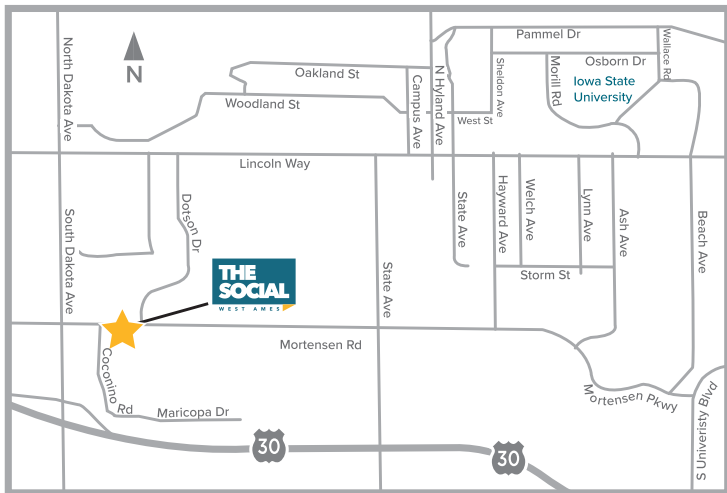 Pammel Dr
Wallace Rd
North Dakota Ave
N
Oakland St
Campus Ave
N Hyland Ave
Sheldon Ave
Morill Rd
Osborn Dr
Iowa State
University
Woodland St
West St
Lincoln Way
South Dakota Ave
Dotson Dr
State Ave
State Ave
Hayward Ave
Welch Ave
Lynn Ave
Ash Ave
Beach Ave
Storm St
THE
SOCIAL
WEST AMES
Mortensen Rd
Coconino Rd
Maricopa Dr
Mortensen Pkwy
S Univeristy Blvd
30
30